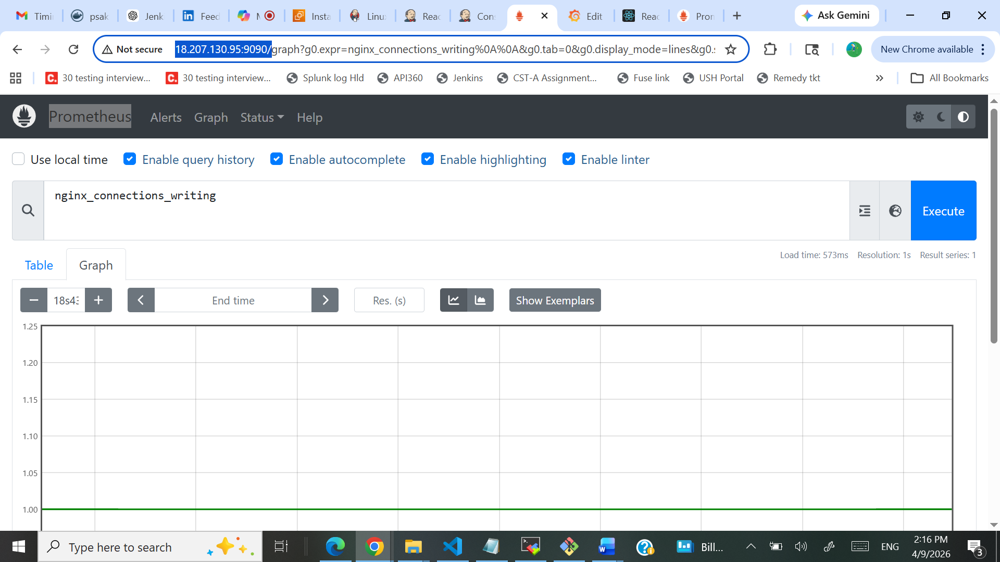 Timi
psak
Jenk
Feed
Insta
Linu
Reac
Con
Edit
Reac
Pron
Ask Gemini
Not secure
18.207.130.95:9090/graph?g0.expr=nginx_connections_writing%0A%0A&g0.tab=0&g0.display_mode=lines&g0.s
New Chrome available
30 testing interview...
30 testing interview...
Splunk log Hld
API360
Jenkins
CST-A Assignment...
Fuse link
USH Portal
Remedy tkt
»
All Bookmarks
Prometheus
Alerts
Graph
Status
Help
Use local time
Enable query history
Enable autocomplete
Enable highlighting
Enable linter
nginx_connections_writing
Execute
Table
Graph
Load time: 573ms
Resolution: 1s
Result series: 1
18s43
End time
Res. (s)
Show Exemplars
1.25
1.20
1.15
1.10
1.05
1.00
Type here to search
Bill...
ENG
2:16 PM
4/9/2026
3